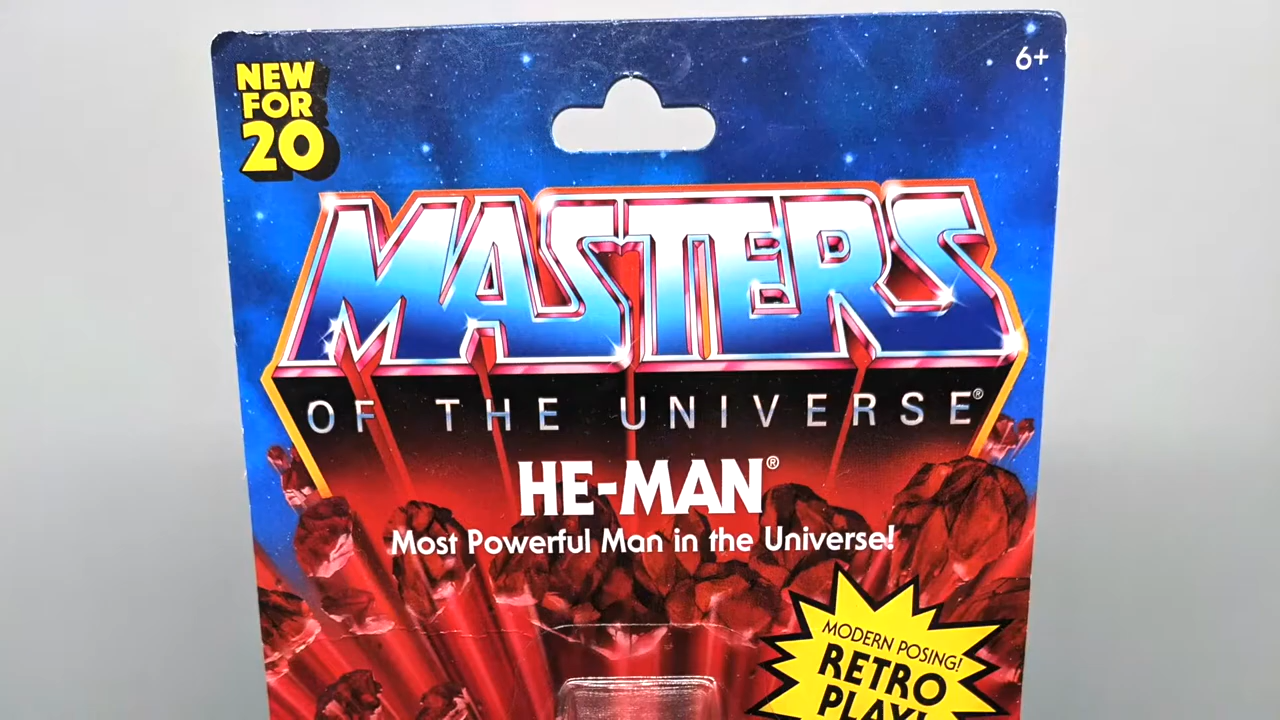 NEW
FOR
20
6+
MASTERS
OF THE UNIVERSE®
HE-MAN®
Most Powerful Man in the Universe!
MODERN POSING!
RETRO
PLAY!